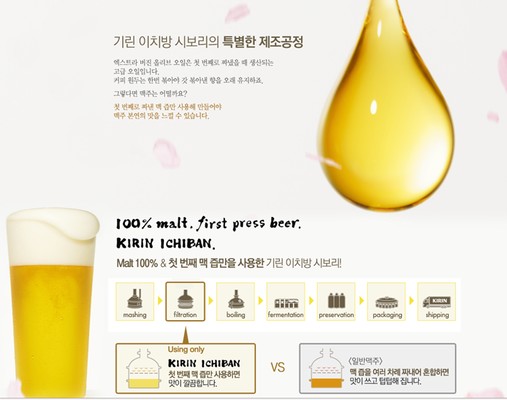 기린 이치방 시보리의 특별한 제조공정
엑스트라 버진 올리브 오일은 첫 번째로 짜냈을 때 생산되는
고급 오일입니다.
커피 원두는 한번 볶아야 갓 볶아낸 향을 오래 유지하죠.
그렇다면 맥주는 어떨까요?
첫 번째로 짜낸 맥 즙만 사용해 만들어야
맥주 본연의 맛을 느낄 수 있습니다.
100% malt. first press beer.
KIRIN ICHIBAN.
Malt 100% & 첫 번째 맥 즙만을 사용한 기린 이치방 시보리!
mashing
filtration
boiling
fermentation
preservation
packaging
KIRIN
shipping
Using only
KIRIN ICHIBAN
첫 번째 맥 즙만 사용하면
맛이 깔끔합니다.
VS
<일반맥주>
맥 즙을 여러 차례 짜내어 혼합하면
맛이 쓰고 텁텁해 집니다.